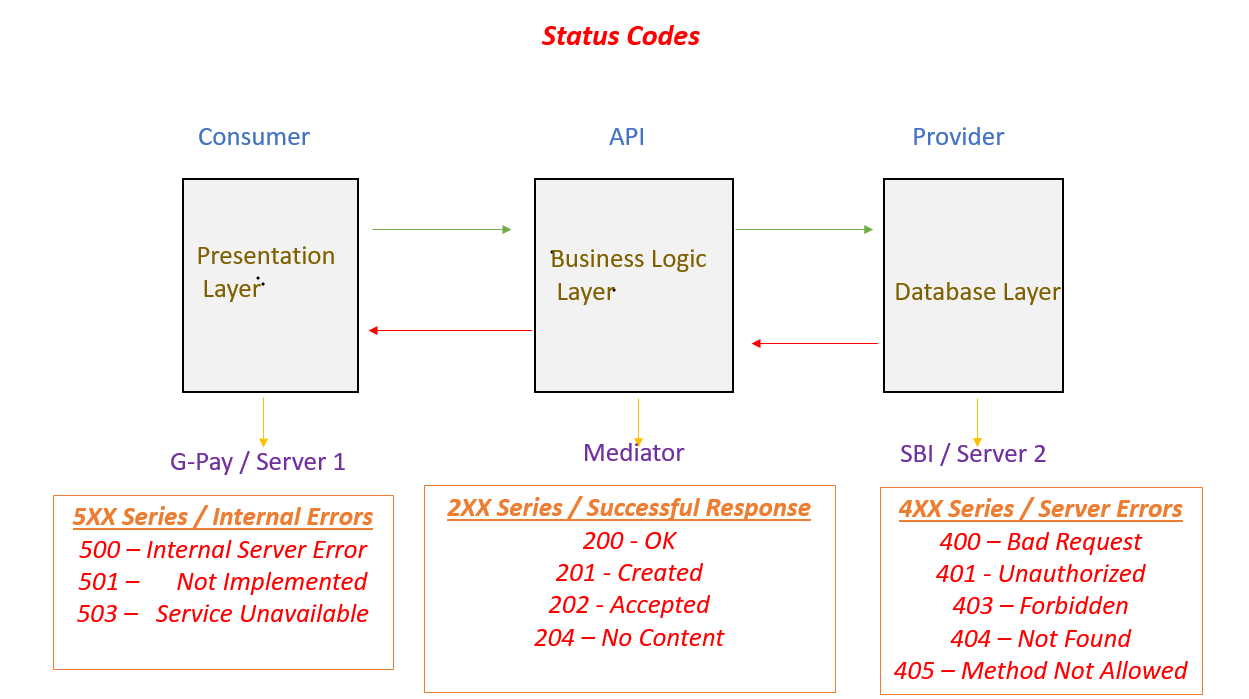 Status Codes
Consumer
API
Provider
Presentation
Layer
Business Logic
Layer
Database Layer
G-Pay / Server 1
Mediator
SBI / Server 2
5XX Series / Internal Errors
500 – Internal Server Error
501 – Not Implemented
503 – Service Unavailable
2XX Series / Successful Response
200 - OK
201 - Created
202 - Accepted
204 – No Content
4XX Series / Server Errors
400 – Bad Request
401 - Unauthorized
403 – Forbidden
404 – Not Found
405 – Method Not Allowed